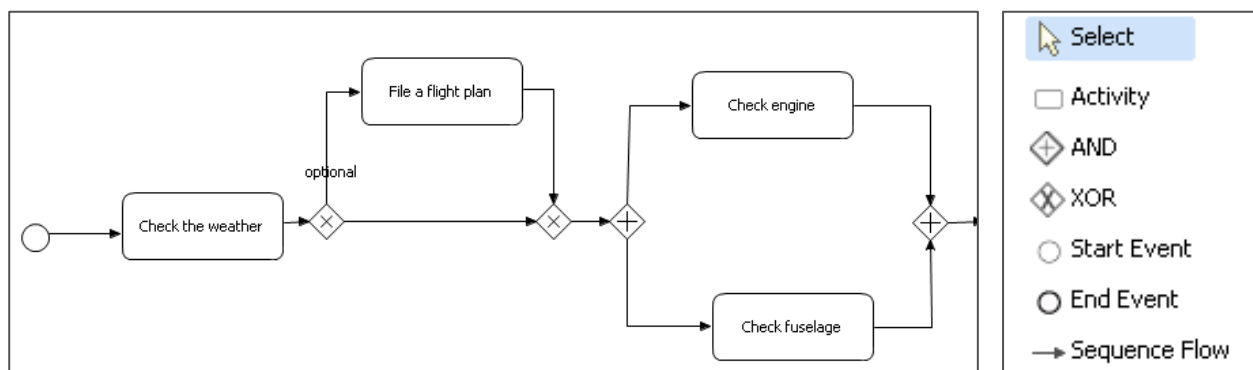 File a flight plan
Check engine
optional
Check the weather
Check fuselage
Select
Activity
AND
XOR
Start Event
End Event
Sequence Flow